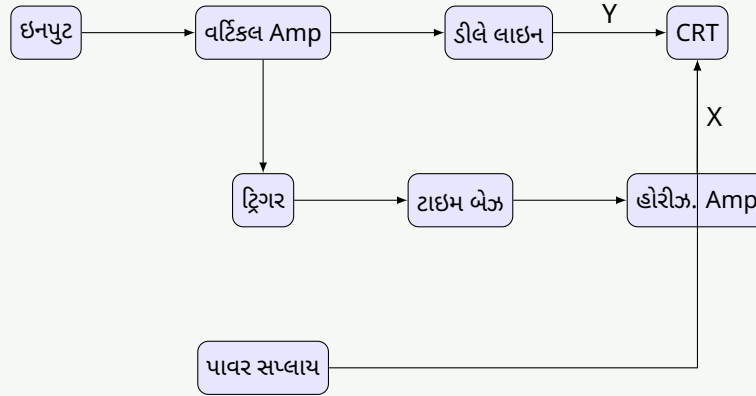 ઇનપુટ
વર્ટિકલ Amp
ડીલે લાઇન
Y
CRT
X
ટ્રિગર
ટાઇમ બેઝ
હોરીઝ. Amp
પાવર સપ્લાય